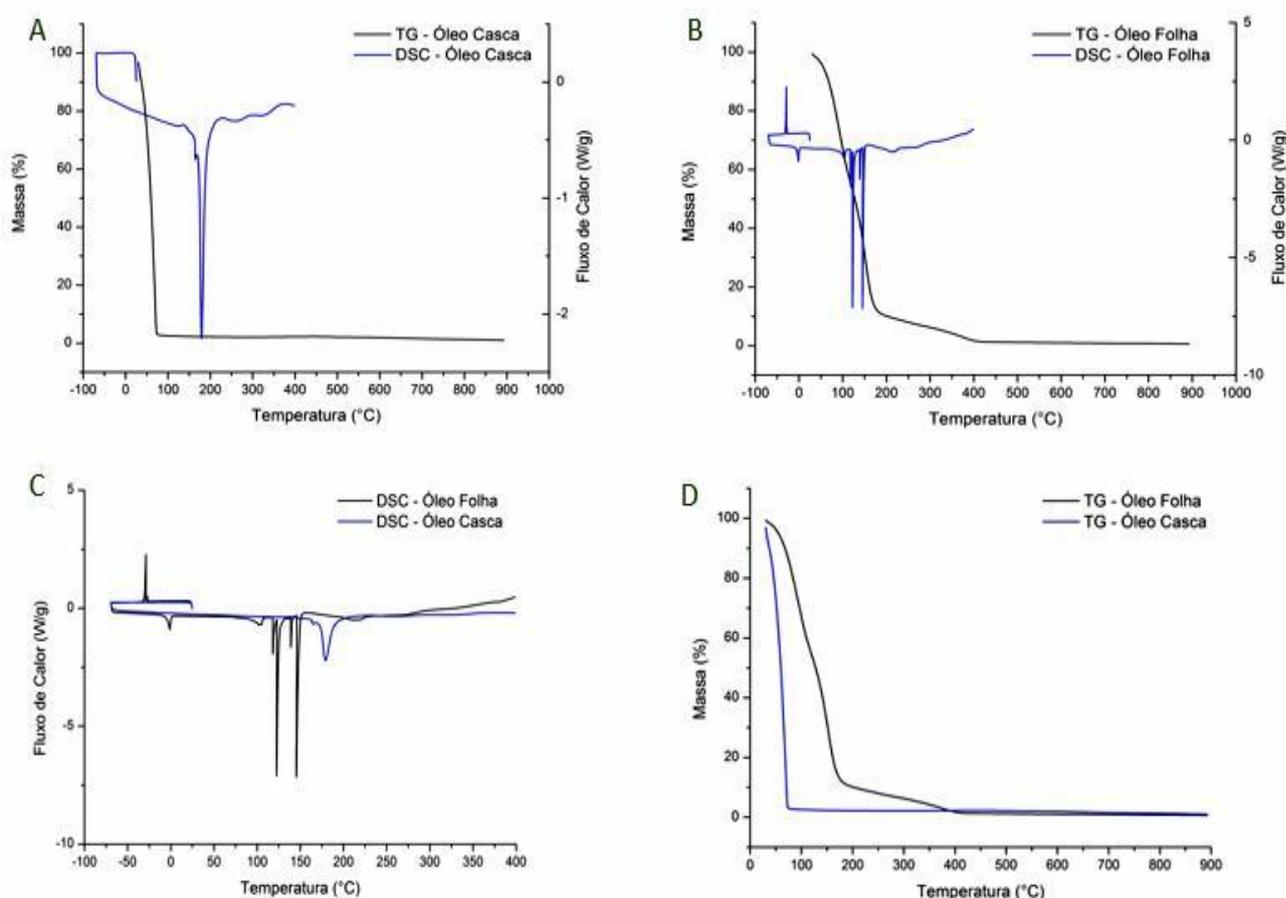 A
TG - Óleo Casca
DSC - Óleo Casca
Massa (%)
100
80
60
40
20
0
0
-1
-2
Fluxo de Calor (W/g)
-100 0 100 200 300 400 500 600 700 800 900 1000
Temperatura (°C)
B
TG - Óleo Folha
DSC - Óleo Folha
Massa (%)
100
80
60
40
20
0
5
0
-5
-10
Fluxo de Calor (W/g)
-100 0 100 200 300 400 500 600 700 800 900 1000
Temperatura (°C)
C
DSC - Óleo Folha
DSC - Óleo Casca
Fluxo de Calor (W/g)
5
0
-5
-10
-100 -50 0 50 100 150 200 250 300 350 400
Temperatura (°C)
D
TG - Óleo Folha
TG - Óleo Casca
Massa (%)
100
80
60
40
20
0
0 100 200 300 400 500 600 700 800 900
Temperatura (°C)